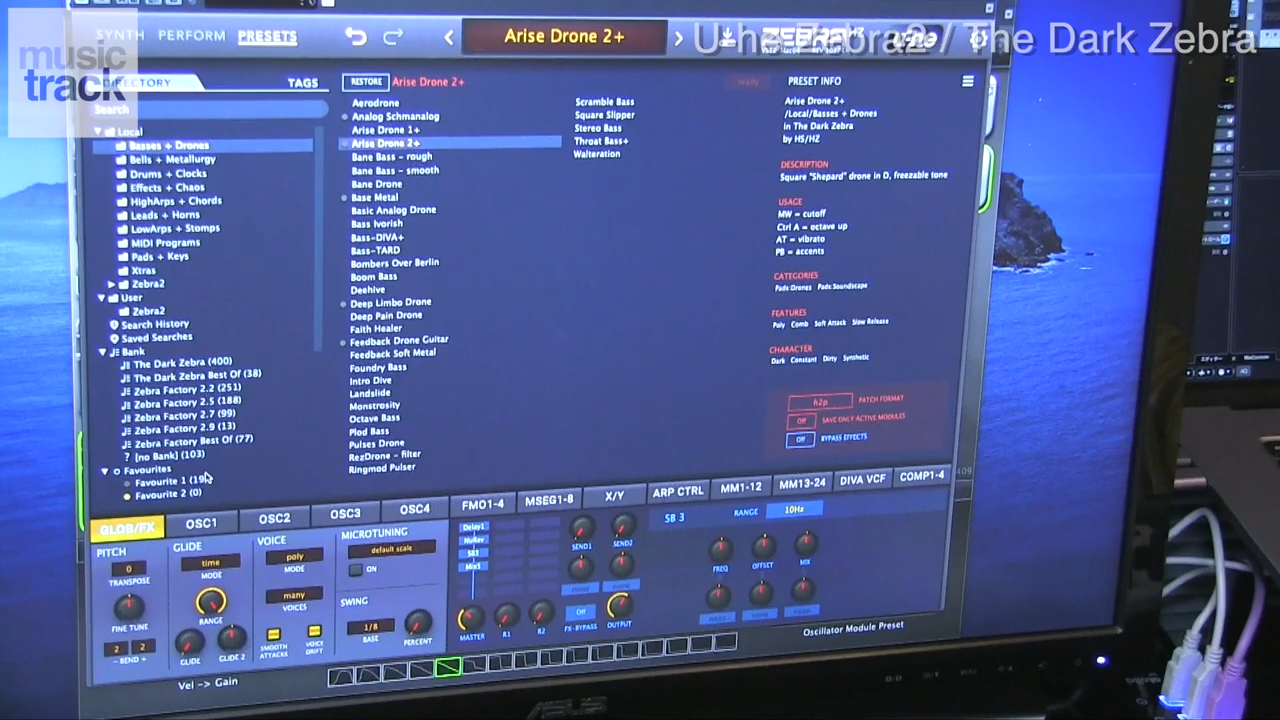 music
track
U-he Zebra2 / The Dark Zebra
SYNTH PERFORM PRESETS
Arise Drone 2+
DIRECTORY TAGS
Search
Local
Basses + Drones
Bells + Metallurgy
Drums + Clocks
Effects + Chaos
HighArps + Chords
Leads + Horns
LowArps + Stomps
MIDI Programs
Pads + Keys
Xtras
Zebra2
User
Zebra2
Search History
Saved Searches
Bank
The Dark Zebra (400)
The Dark Zebra Best Of (38)
Zebra Factory 2.2 (251)
Zebra Factory 2.5 (188)
Zebra Factory 2.7 (99)
Zebra Factory 2.9 (13)
Zebra Factory Best Of (77)
? [no Bank] (103)
Favourites
Favourite 1
Favourite 2 (0)
RESTORE Arise Drone 2+
ready
Aerodrone
Analog Schmanalog
Arise Drone 1+
Arise Drone 2+
Bane Bass - rough
Bane Bass - smooth
Bane Drone
Base Metal
Basic Analog Drone
Bass Ivorish
Bass-DIVA+
Bass-TARD
Bombers Over Berlin
Boom Bass
Deehive
Deep Limbo Drone
Deep Pain Drone
Faith Healer
Feedback Drone Guitar
Feedback Soft Metal
Foundry Bass
Intro Dive
Landslide
Monstrosity
Octave Bass
Plod Bass
Pulses Drone
RezDrone - filter
Ringmod Pulser
Scramble Bass
Square Slipper
Stereo Bass
Throat Bass+
Walteration
PRESET INFO
Arise Drone 2+
/Local/Basses + Drones
in The Dark Zebra
by HS/HZ
DESCRIPTION
Square "Shepard" drone in D, freezable tone
USAGE
MW = cutoff
Ctrl A = octave up
AT = vibrato
PB = accents
CATEGORIES
Pads:Drones Pads:Soundscape
FEATURES
Poly Comb Soft Attack Slow Release
CHARACTER
Dark Constant Dirty Synthetic
h2p PATCH FORMAT
Off SAVE ONLY ACTIVE MODULES
Off BYPASS EFFECTS
GLOB/FX OSC1 OSC2 OSC3 OSC4 FMO1-4 MSEG1-8 X/Y ARP CTRL MM1-12 MM13-24 DIVA VCF COMP1-4
PITCH
0
TRANSPOSE
FINE TUNE
2 2
- BEND +
GLIDE
time
MODE
RANGE
GLIDE GLIDE 2
VOICE
poly
MODE
many
VOICES
SMOOTH ATTACKS
VOICE DRIFT
MICROTUNING
default scale
ON
SWING
1/8
BASE PERCENT
Delay1
NuRev
SB3
Mix5
MASTER R1 R2
SEND1 SEND2
Off
FX-BYPASS OUTPUT
SB 3 RANGE 10Hz
FREQ OFFSET MIX
Vel -> Gain
Oscillator Module Preset
ASUS